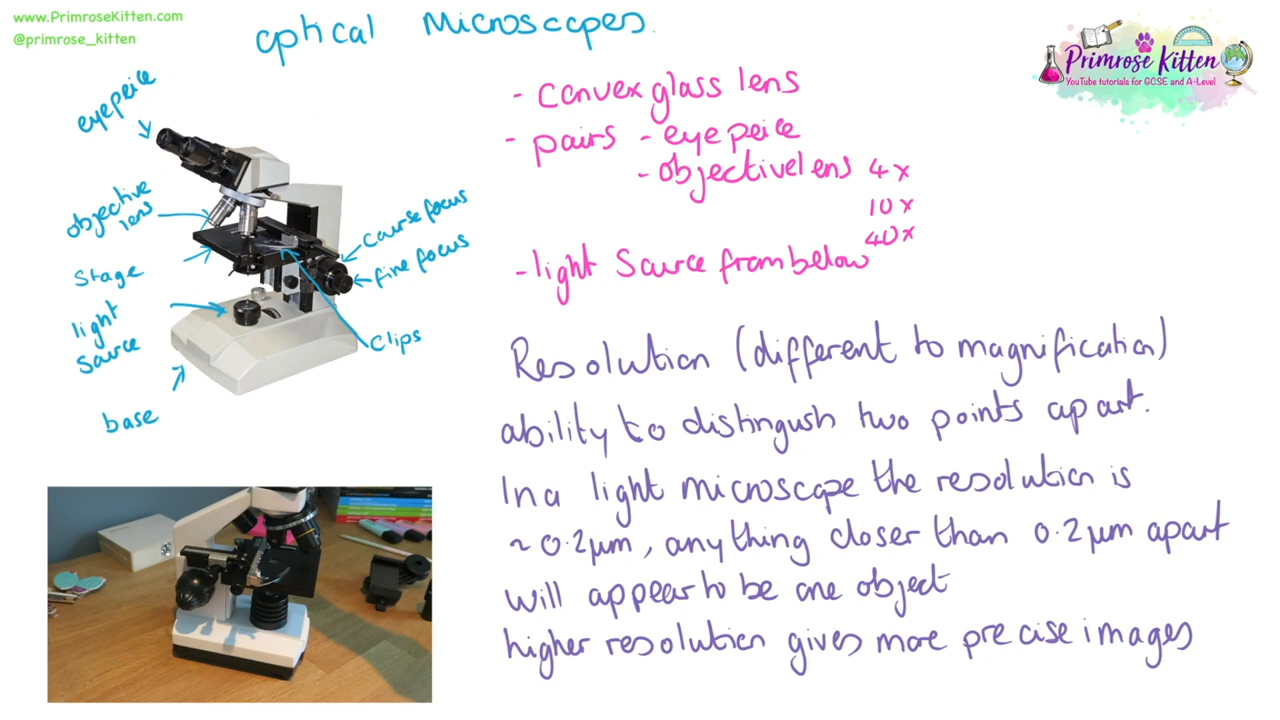 www.PrimroseKitten.com
@primrose_kitten
optical Microscopes.
Primrose Kitten
YouTube tutorials for GCSE and A-Level
eyepeice
objective
lens
Stage
light
Source
base
Course focus
fine focus
Clips
- convex glass lens
- pairs - eyepeice
- objective lens 4x
10x
40x
- light Source from below
Resolution (different to magnification)
ability to distingush two points apart.
In a light microscope the resolution is
~0.2μm, anything closer than 0.2μm apart
will appear to be one object
higher resolution gives more precise images